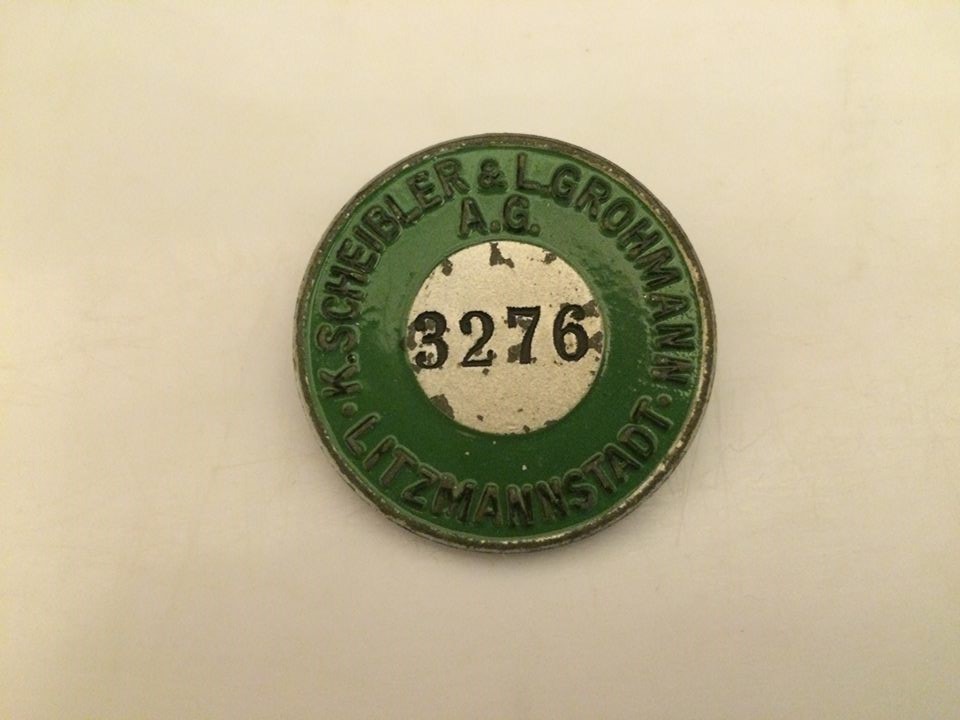 K. SCHEIBLER & L. GROHMANN
A.G.
3276
LITZMANNSTADT